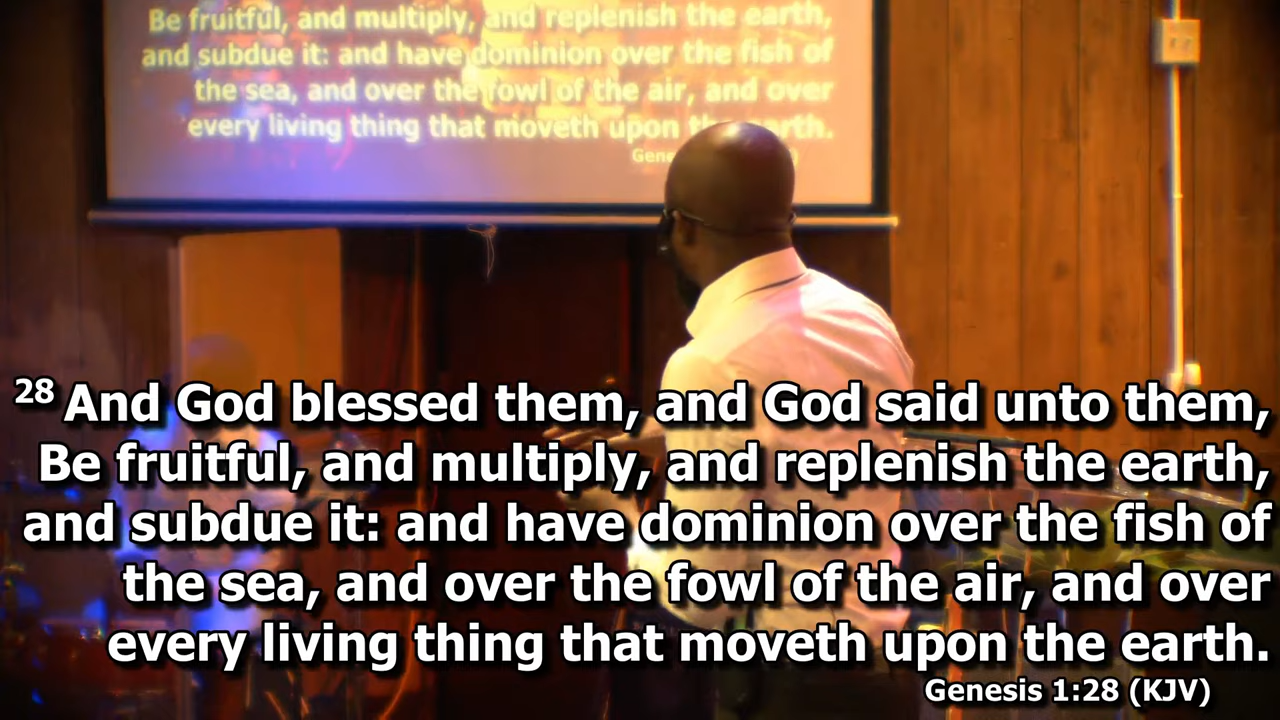 Be fruitful, and multiply, and replenish the earth,
and subdue it: and have dominion over the fish of
the sea, and over the fowl of the air, and over
every living thing that moveth upon
28 And God blessed them, and God said unto them,
Be fruitful, and multiply, and replenish the earth,
and subdue it: and have dominion over the fish of
the sea, and over the fowl of the air, and over
every living thing that moveth upon the earth.
Genesis 1:28 (KJV)